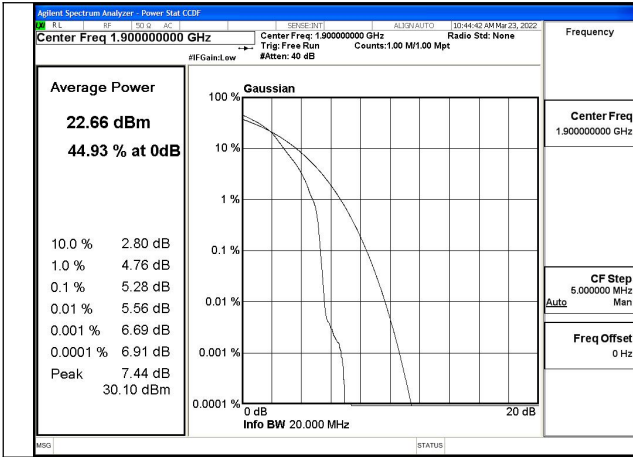 Agilent Spectrum Analyzer - Power Stat CCDF
RL RF 50 Ω AC SENSE:INT ALIGN AUTO 10:44:42 AM Mar 23, 2022
Center Freq 1.900000000 GHz
Center Freq: 1.900000000 GHz Radio Std: None
Trig: Free Run Counts:1.00 M/1.00 Mpt
#IFGain:Low #Atten: 40 dB
Frequency
Average Power
22.66 dBm
44.93 % at 0dB
10.0 % 2.80 dB
1.0 % 4.76 dB
0.1 % 5.28 dB
0.01 % 5.56 dB
0.001 % 6.69 dB
0.0001 % 6.91 dB
Peak 7.44 dB
30.10 dBm
Gaussian
100 %
10 %
1 %
0.1 %
0.01 %
0.001 %
0.0001 %
0 dB 20 dB
Info BW 20.000 MHz
Center Freq
1.900000000 GHz
CF Step
5.000000 MHz
Auto Man
Freq Offset
0 Hz
MSG STATUS